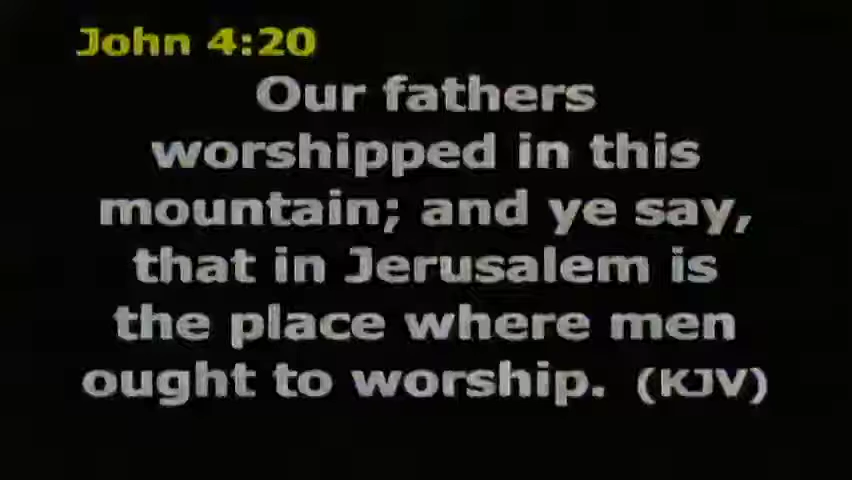 John 4:20
Our fathers
worshipped in this
mountain; and ye say,
that in Jerusalem is
the place where men
ought to worship. (KJV)